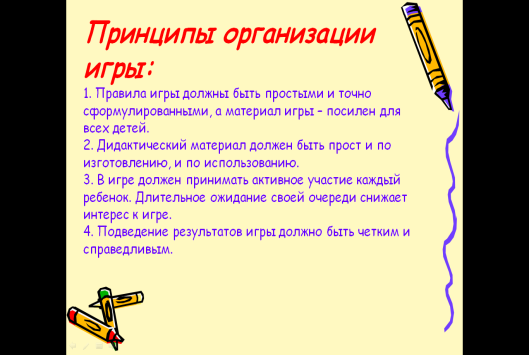 Принципы организации
игры:
1. Правила игры должны быть простыми и точно
сформулированными, а материал игры – посилен для
всех детей.
2. Дидактический материал должен быть прост и по
изготовлению, и по использованию.
3. В игре должен принимать активное участие каждый
ребенок. Длительное ожидание своей очереди снижает
интерес к игре.
4. Подведение результатов игры должно быть четким и
справедливым.